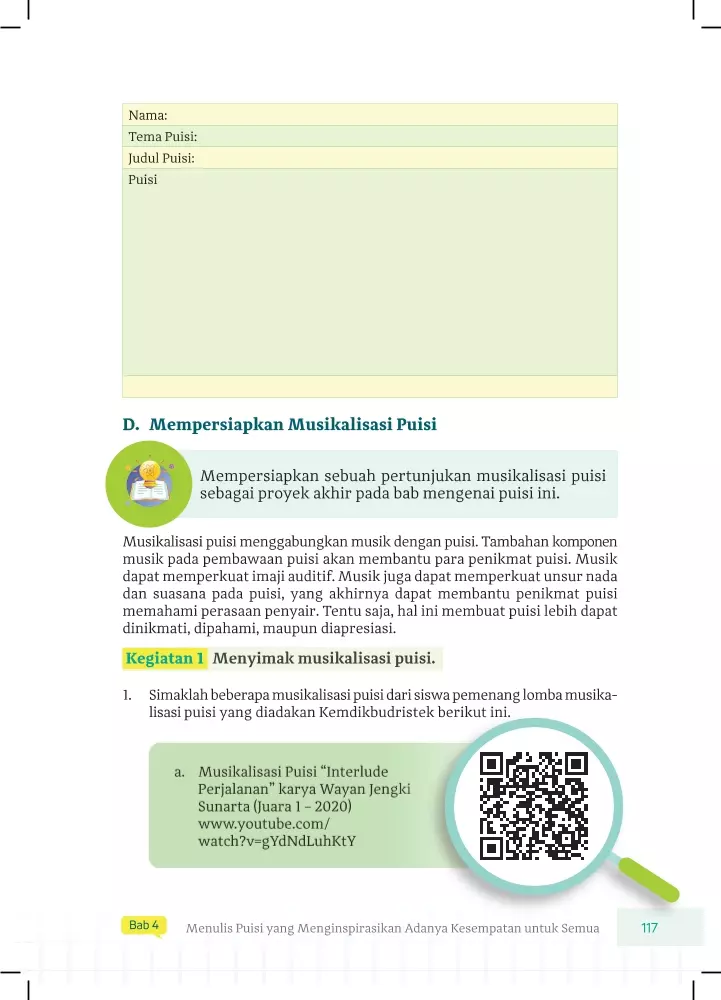 Nama:
Tema Puisi:
Judul Puisi:
Puisi
D. Mempersiapkan Musikalisasi Puisi
Mempersiapkan sebuah pertunjukan musikalisasi puisi
sebagai proyek akhir pada bab mengenai puisi ini.
Musikalisasi puisi menggabungkan musik dengan puisi. Tambahan komponen
musik pada pembawaan puisi akan membantu para penikmat puisi. Musik
dapat memperkuat imaji auditif. Musik juga dapat memperkuat unsur nada
dan suasana pada puisi, yang akhirnya dapat membantu penikmat puisi
memahami perasaan penyair. Tentu saja, hal ini membuat puisi lebih dapat
dinikmati, dipahami, maupun diapresiasi.
Kegiatan 1 Menyimak musikalisasi puisi.
1. Simaklah beberapa musikalisasi puisi dari siswa pemenang lomba musika-
lisasi puisi yang diadakan Kemdikbudristek berikut ini.
a. Musikalisasi Puisi “Interlude
Perjalanan” karya Wayan Jengki
Sunarta (Juara 1 – 2020)
www.youtube.com/
watch?v=gYdNdLuhKtY
Bab 4 Menulis Puisi yang Menginspirasikan Adanya Kesempatan untuk Semua 117